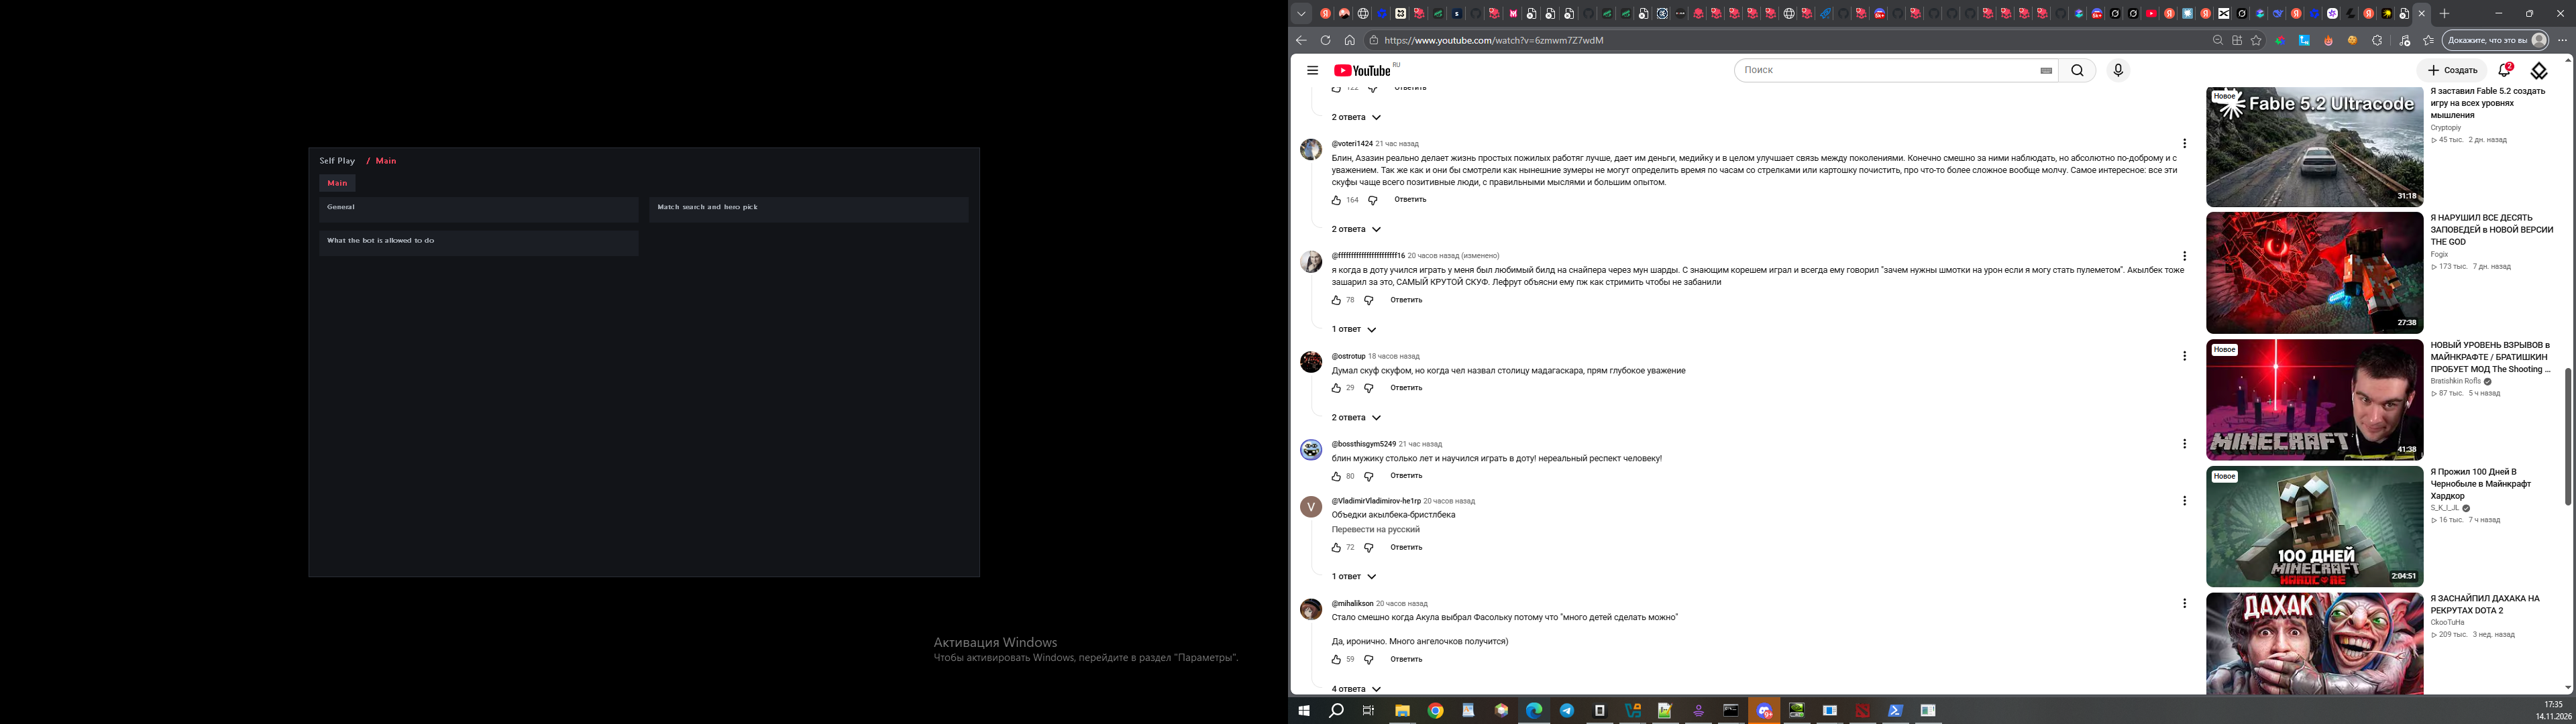 Self Play / Main
Main
General
Match search and hero pick
What the bot is allowed to do
Активация Windows
Чтобы активировать Windows, перейдите в раздел "Параметры".
https://www.youtube.com/watch?v=6zmwm7Z7wdM
Докажите, что это вы
YouTube RU
Поиск
Создать
2
122
Ответить
2 ответа
@voteri1424 21 час назад
Блин, Азазин реально делает жизнь простых пожилых работяг лучше, дает им деньги, медийку и в целом улучшает связь между поколениями. Конечно смешно за ними наблюдать, но абсолютно по-доброму и с
уважением. Так же как и они бы смотрели как нынешние зумеры не могут определить время по часам со стрелками или картошку почистить, про что-то более сложное вообще молчу. Самое интересное: все эти
скуфы чаще всего позитивные люди, с правильными мыслями и большим опытом.
164
Ответить
2 ответа
20 часов назад (изменено)
я когда в доту учился играть у меня был любимый билд на снайпера через мун шарды. С знающим корешем играл и всегда ему говорил "зачем нужны шмотки на урон если я могу стать пулеметом". Акылбек тоже
зашарил за это, САМЫЙ КРУТОЙ СКУФ. Лефрут объясни ему пж как стримить чтобы не забанили
78
Ответить
1 ответ
@ostrotup 18 часов назад
Думал скуф скуфом, но когда чел назвал столицу мадагаскара, прям глубокое уважение
29
Ответить
2 ответа
@bossthisgym5249 21 час назад
блин мужику столько лет и научился играть в доту! нереальный респект человеку!
80
Ответить
V
@VladimirVladimirov-he1rp 20 часов назад
Объедки акылбека-бристлбека
Перевести на русский
72
Ответить
1 ответ
@mihalikson 20 часов назад
Стало смешно когда Акула выбрал Фасольку потому что "много детей сделать можно"
Да, иронично. Много ангелочков получится)
59
Ответить
4 ответа
Новое
Fable 5.2 Ultracode
31:18
Я заставил Fable 5.2 создать
игру на всех уровнях
мышления
Cryptopiy
45 тыс. 2 дн. назад
27:38
Я НАРУШИЛ ВСЕ ДЕСЯТЬ
ЗАПОВЕДЕЙ в НОВОЙ ВЕРСИИ
THE GOD
Fogix
173 тыс. 7 дн. назад
Новое
MINECRAFT
41:38
НОВЫЙ УРОВЕНЬ ВЗРЫВОВ в
МАЙНКРАФТЕ / БРАТИШКИН
ПРОБУЕТ МОД The Shooting ...
Bratishkin Rofls
87 тыс. 5 ч назад
Новое
100 ДНЕЙ
MINECRAFT
HARDCORE
2:04:51
Я Прожил 100 Дней В
Чернобыле в Майнкрафт
Хардкор
S_K_I_JL
16 тыс. 7 ч назад
ДАХАК
Я ЗАСНАЙПИЛ ДАХАКА НА
РЕКРУТАХ DOTA 2
CkooTuHa
209 тыс. 3 нед. назад
17:35
14.11.2026